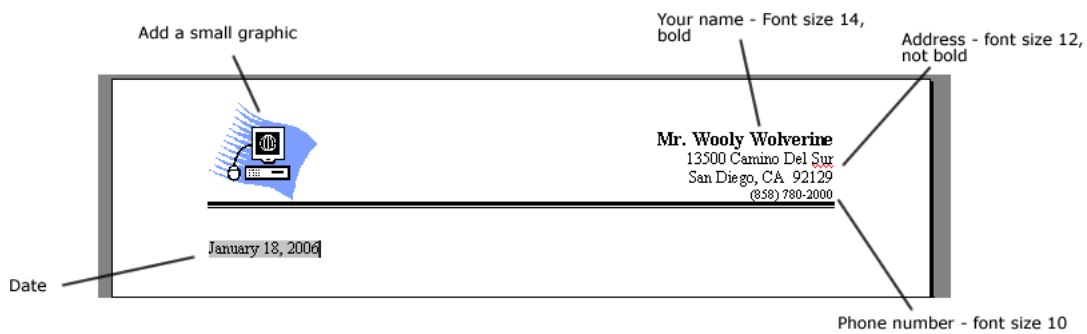 Add a small graphic
Your name - Font size 14,
bold
Address - font size 12,
not bold
Mr. Wooly Wolverine
13500 Camino Del Sur
San Diego, CA  92129
(858) 780-2000
January 18, 2006
Date
Phone number - font size 10